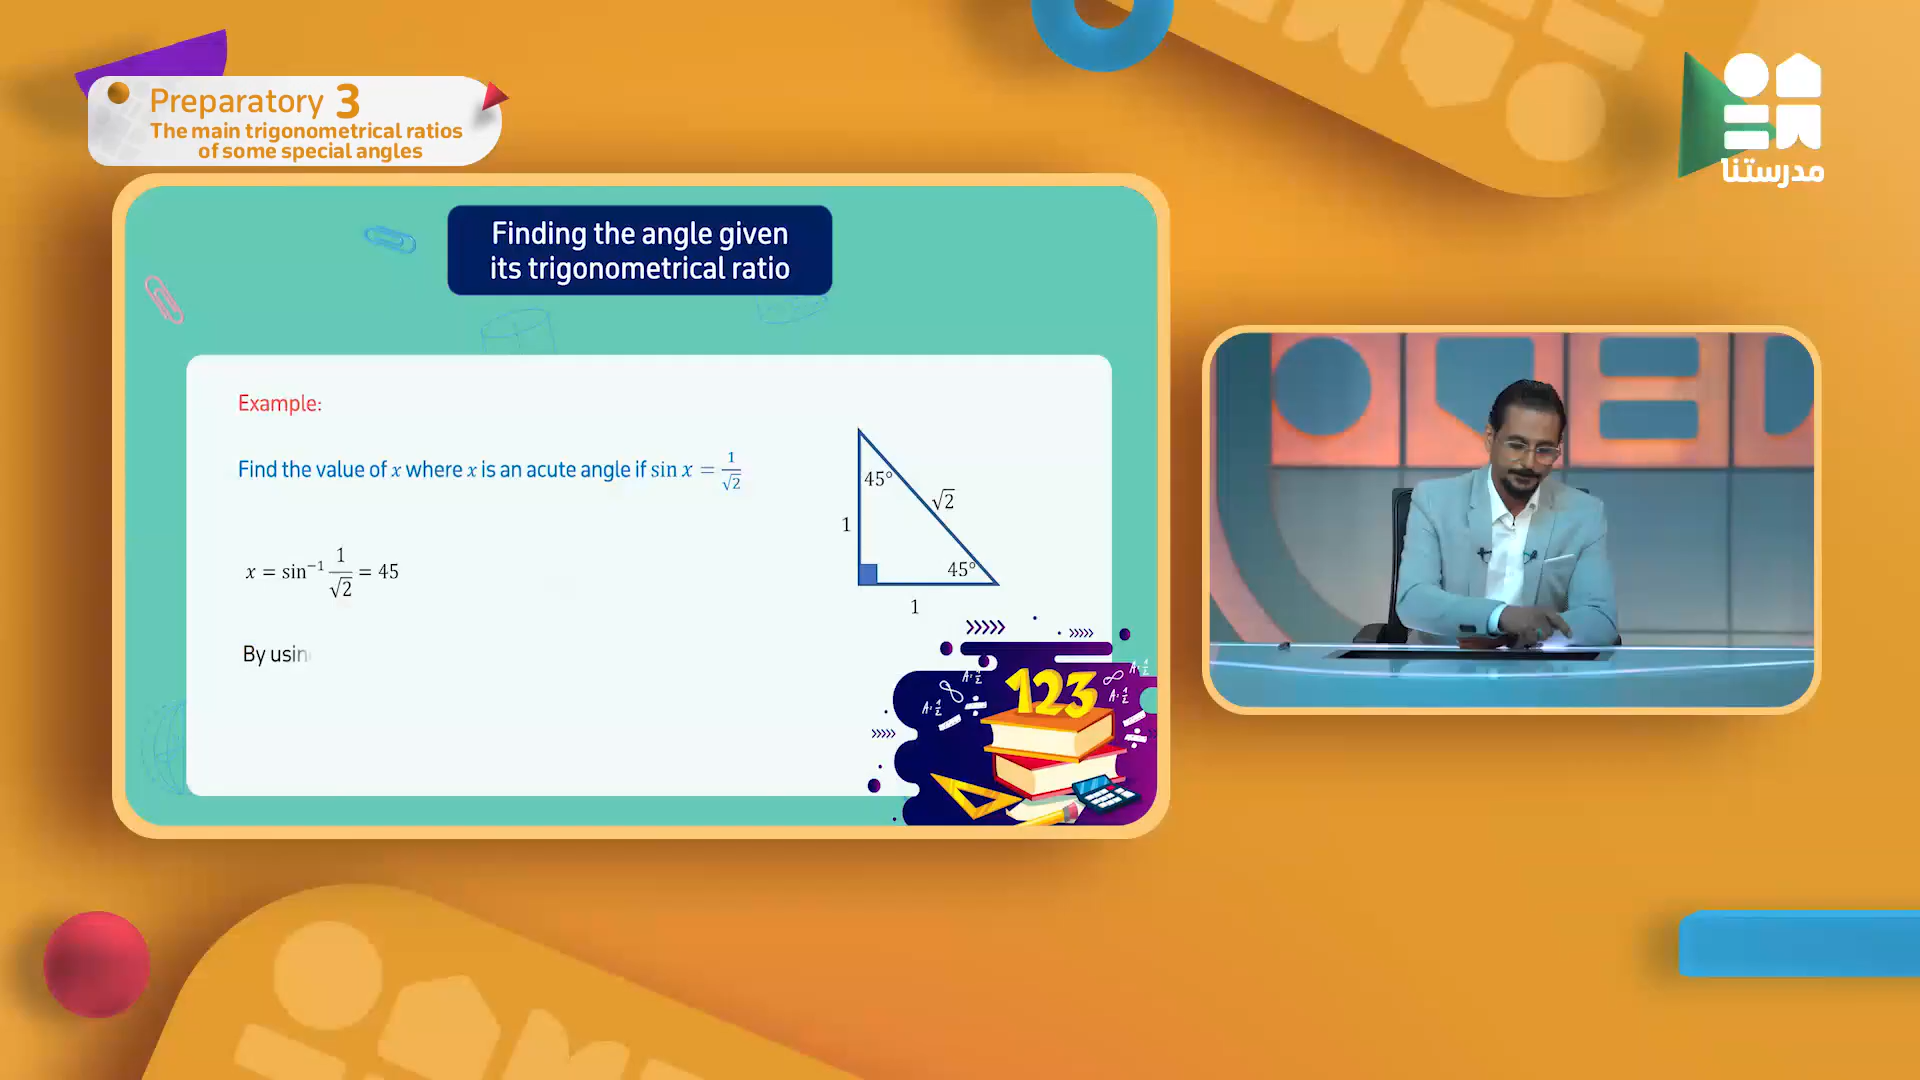 Preparatory 3
The main trigonometrical ratios
of some special angles
مدرستنا
Finding the angle given
its trigonometrical ratio
Example:
Find the value of x where x is an acute angle if sin x = 1/√2
45°
√2
1
45°
1
x = sin⁻¹ 1/√2 = 45
By usin
123